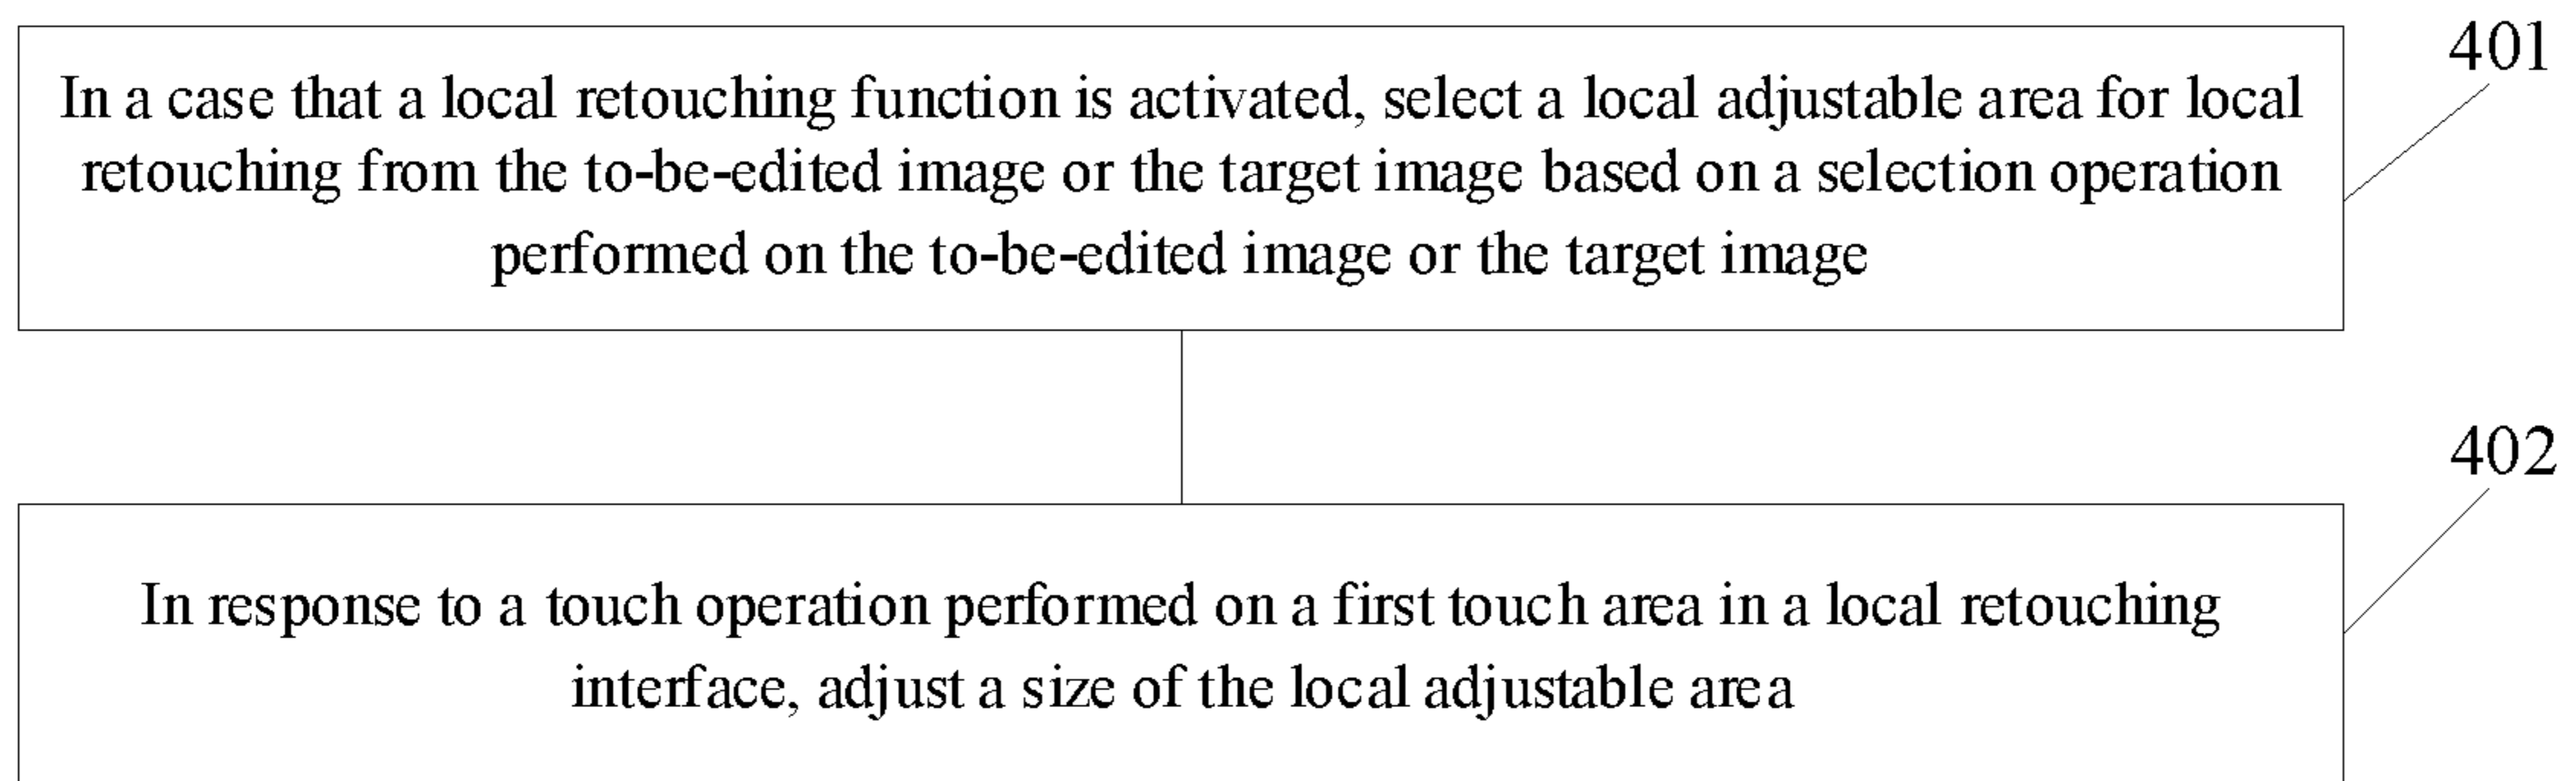 401
In a case that a local retouching function is activated, select a local adjustable area for local
retouching from the to-be-edited image or the target image based on a selection operation
performed on the to-be-edited image or the target image
402
In response to a touch operation performed on a first touch area in a local retouching
interface, adjust a size of the local adjustable area